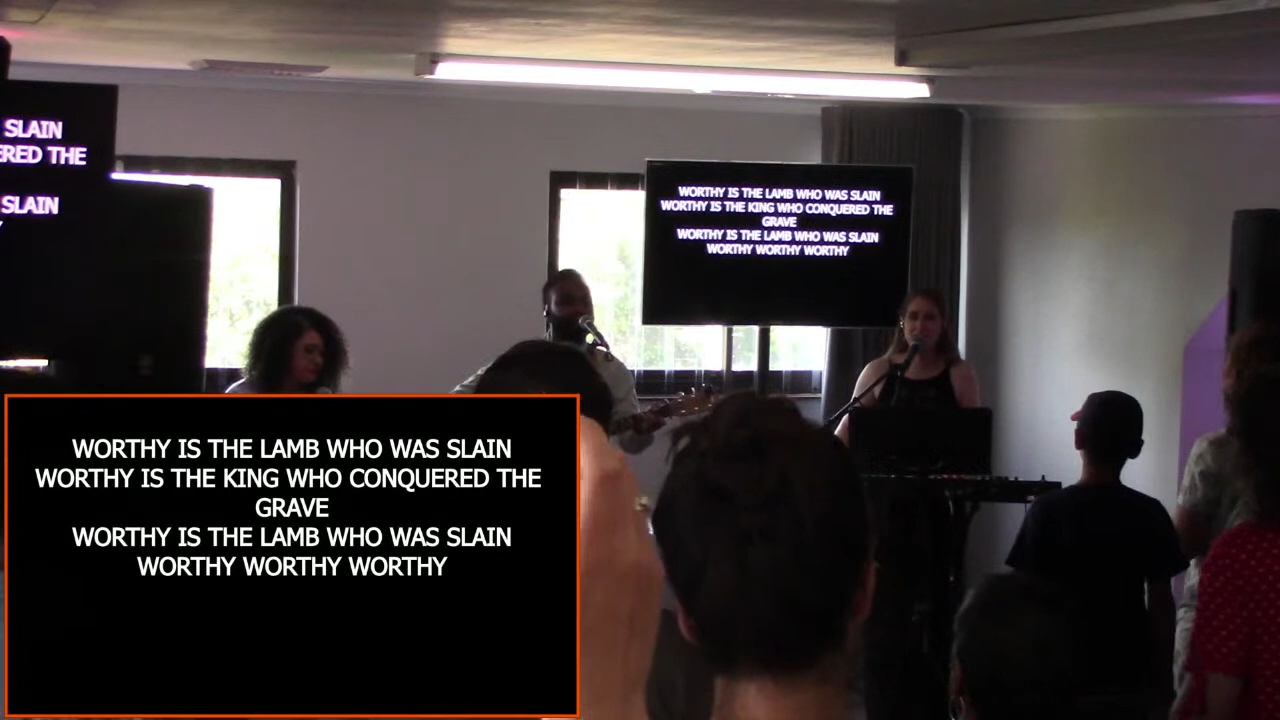 SLAIN
ERED THE
SLAIN
WORTHY IS THE LAMB WHO WAS SLAIN
WORTHY IS THE KING WHO CONQUERED THE
GRAVE
WORTHY IS THE LAMB WHO WAS SLAIN
WORTHY WORTHY WORTHY
WORTHY IS THE LAMB WHO WAS SLAIN
WORTHY IS THE KING WHO CONQUERED THE
GRAVE
WORTHY IS THE LAMB WHO WAS SLAIN
WORTHY WORTHY WORTHY